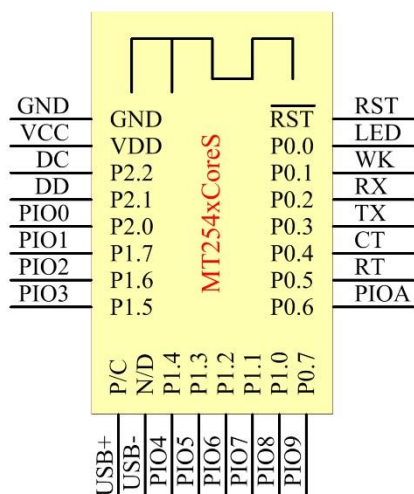 GND
VCC
DC
DD
PIO0
PIO1
PIO2
PIO3
GND
VDD
P2.2
P2.1
P2.0
P1.7
P1.6
P1.5
MT254xCoreS
RST
P0.0
P0.1
P0.2
P0.3
P0.4
P0.5
P0.6
RST
LED
WK
RX
TX
CT
RT
PIOA
P/C
N/D
P1.4
P1.3
P1.2
P1.1
P1.0
P0.7
USB+
USB-
PIO4
PIO5
PIO6
PIO7
PIO8
PIO9